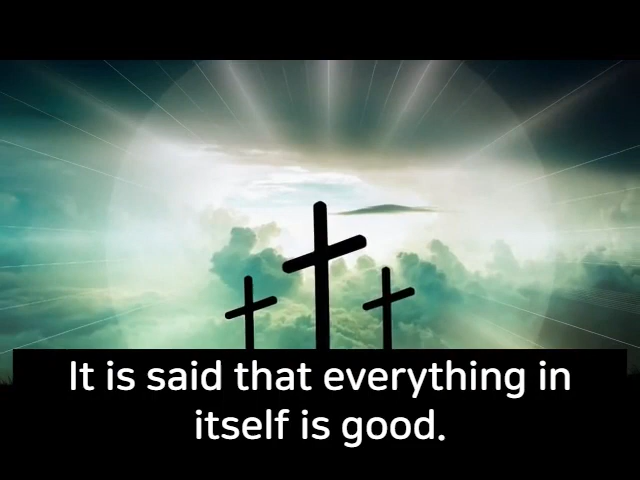 It is said that everything in
itself is good.